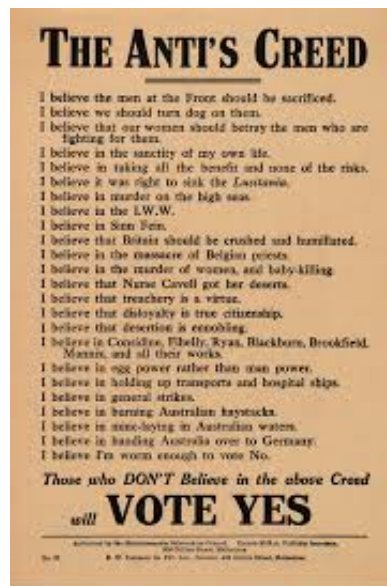 THE ANTI'S CREED
I believe the men at the Front should be sacrificed.
I believe we should turn dog on them.
I believe that our women should betray the men who are
fighting for them.
I believe in the sanctity of my own life.
I believe in taking all the benefit and none of the risks.
I believe it was right to sink the Lusitania.
I believe in murder on the high seas.
I believe in the I.W.W.
I believe in Sinn Fein.
I believe that Britain should be crushed and humiliated.
I believe in the massacre of Belgian priests.
I believe in the murder of women, and baby-killing.
I believe that Nurse Cavell got her deserts.
I believe that treachery is a virtue.
I believe that disloyalty is true citizenship.
I believe that desertion is ennobling.
I believe in Considine, Fihelly, Ryan, Blackburn, Brookfield,
Mannix, and all their works.
I believe in egg power rather than man power.
I believe in holding up transports and hospital ships.
I believe in general strikes.
I believe in burning Australian haystacks.
I believe in mine-laying in Australian waters.
I believe in handing Australia over to Germany.
I believe I'm worm enough to vote No.
Those who DON'T Believe in the above Creed
will VOTE YES